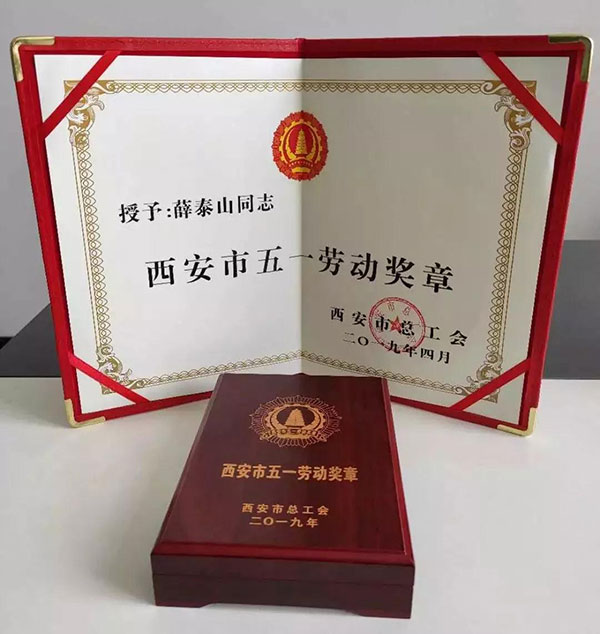 授予:薛泰山同志
西安市五一劳动奖章
西安市总工会
二〇一九年四月
西安市五一劳动奖章
西安市总工会
二〇一九年